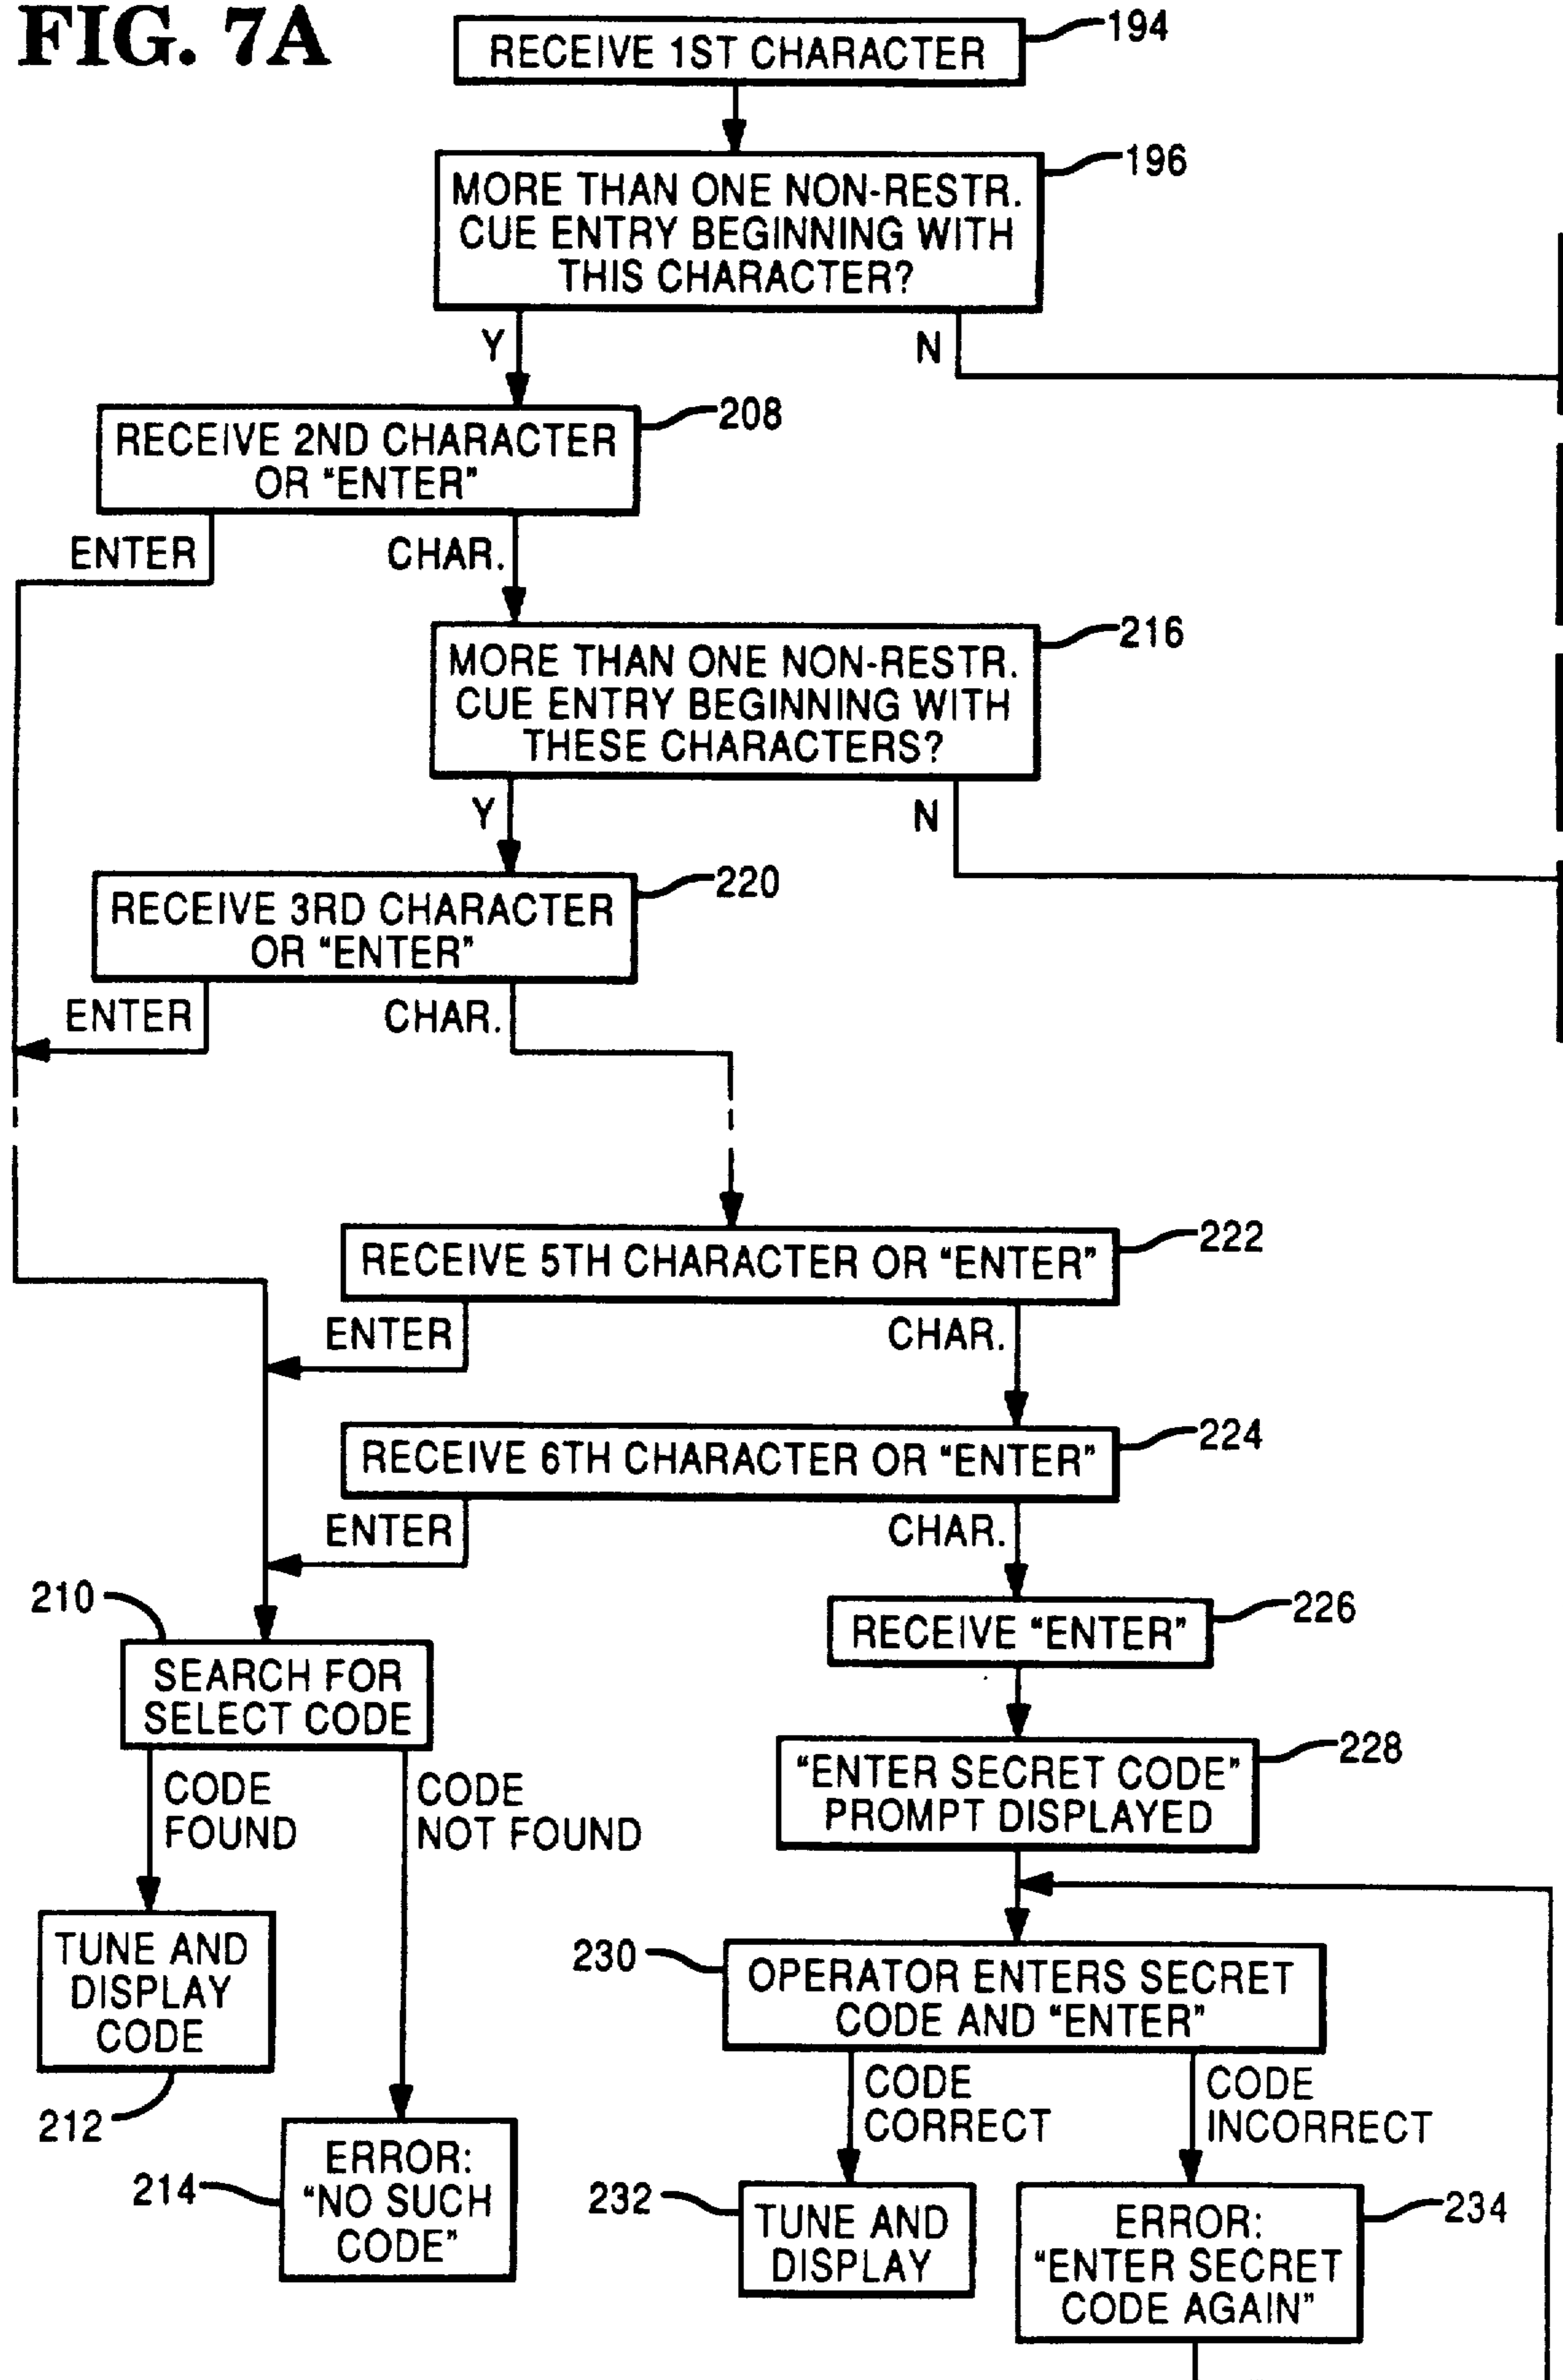 FIG. 7A
RECEIVE 1ST CHARACTER
194
MORE THAN ONE NON-RESTR.
CUE ENTRY BEGINNING WITH
THIS CHARACTER?
196
Y
N
RECEIVE 2ND CHARACTER
OR "ENTER"
208
ENTER
CHAR.
MORE THAN ONE NON-RESTR.
CUE ENTRY BEGINNING WITH
THESE CHARACTERS?
216
Y
N
RECEIVE 3RD CHARACTER
OR "ENTER"
220
ENTER
CHAR.
RECEIVE 5TH CHARACTER OR "ENTER"
222
ENTER
CHAR.
RECEIVE 6TH CHARACTER OR "ENTER"
224
ENTER
CHAR.
210
SEARCH FOR
SELECT CODE
RECEIVE "ENTER"
226
"ENTER SECRET CODE"
PROMPT DISPLAYED
228
CODE
FOUND
CODE
NOT FOUND
TUNE AND
DISPLAY
CODE
212
230
OPERATOR ENTERS SECRET
CODE AND "ENTER"
CODE
CORRECT
CODE
INCORRECT
214
ERROR:
"NO SUCH
CODE"
232
TUNE AND
DISPLAY
ERROR:
"ENTER SECRET
CODE AGAIN"
234